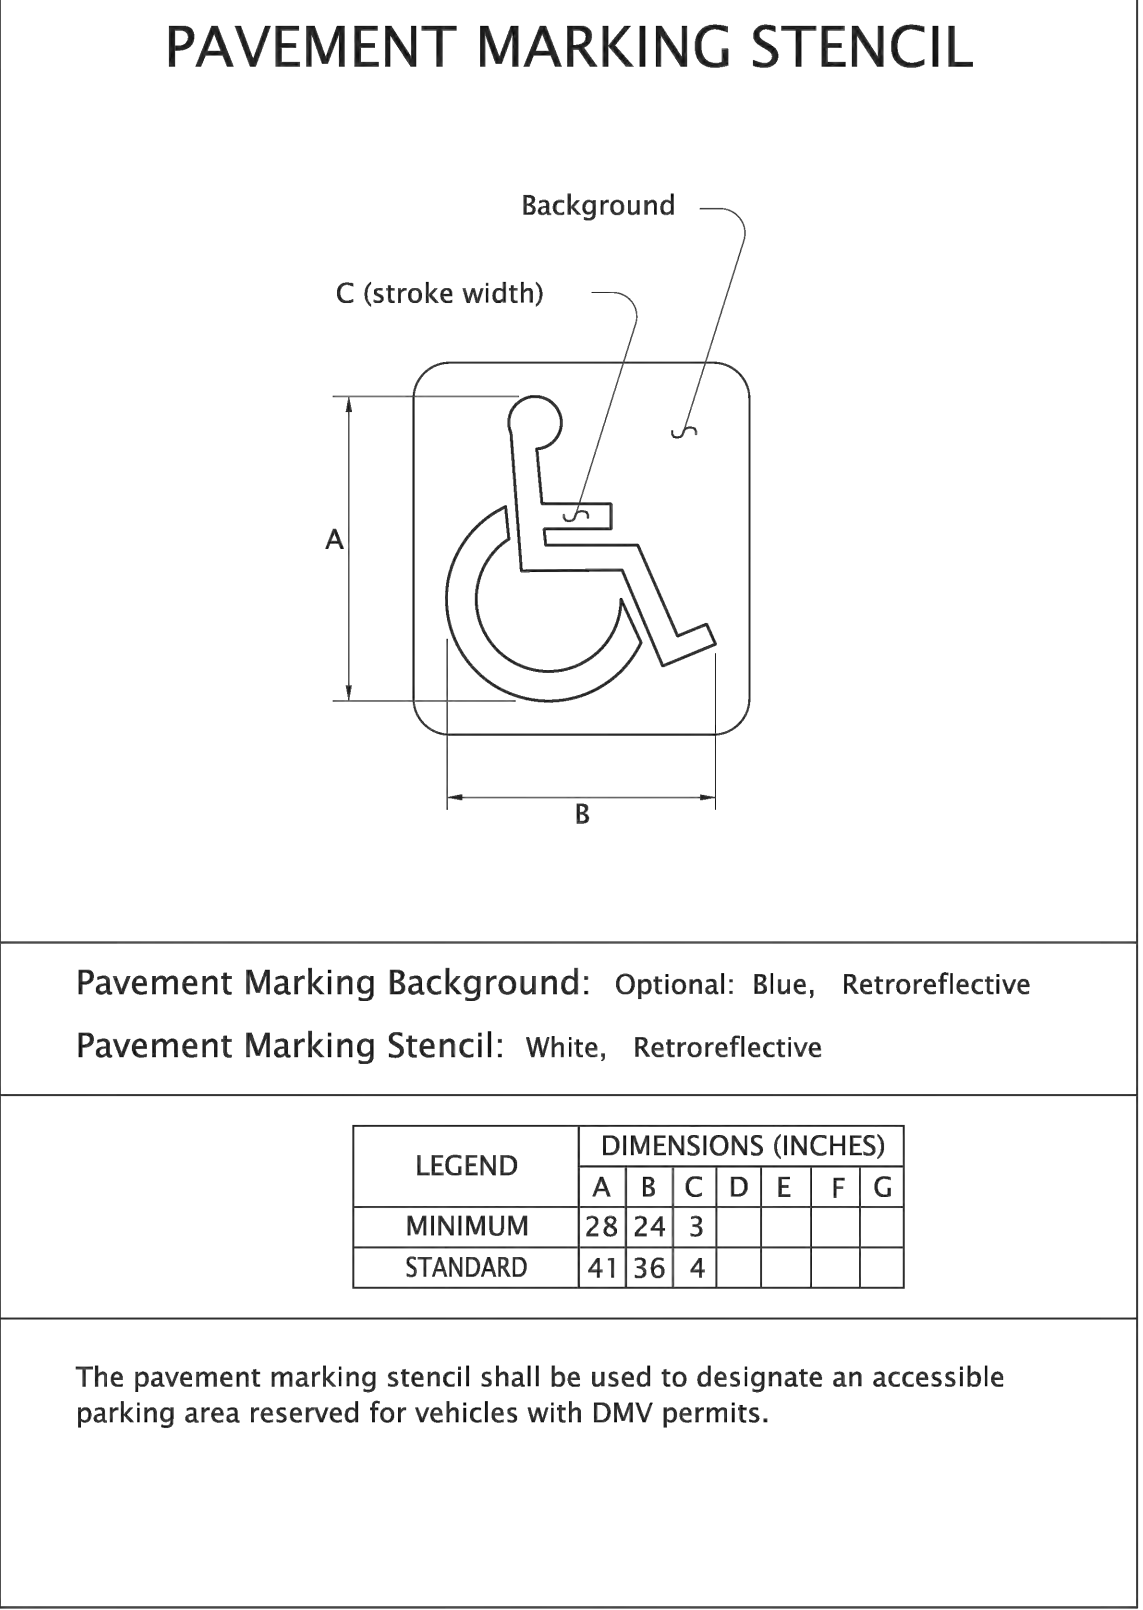 PAVEMENT MARKING STENCIL
Background
C (stroke width)
A
B
Pavement Marking Background: Optional: Blue, Retroreflective
Pavement Marking Stencil: White, Retroreflective
LEGEND
DIMENSIONS (INCHES)
A B C D E F G
MINIMUM 28 24 3
STANDARD 41 36 4
The pavement marking stencil shall be used to designate an accessible
parking area reserved for vehicles with DMV permits.